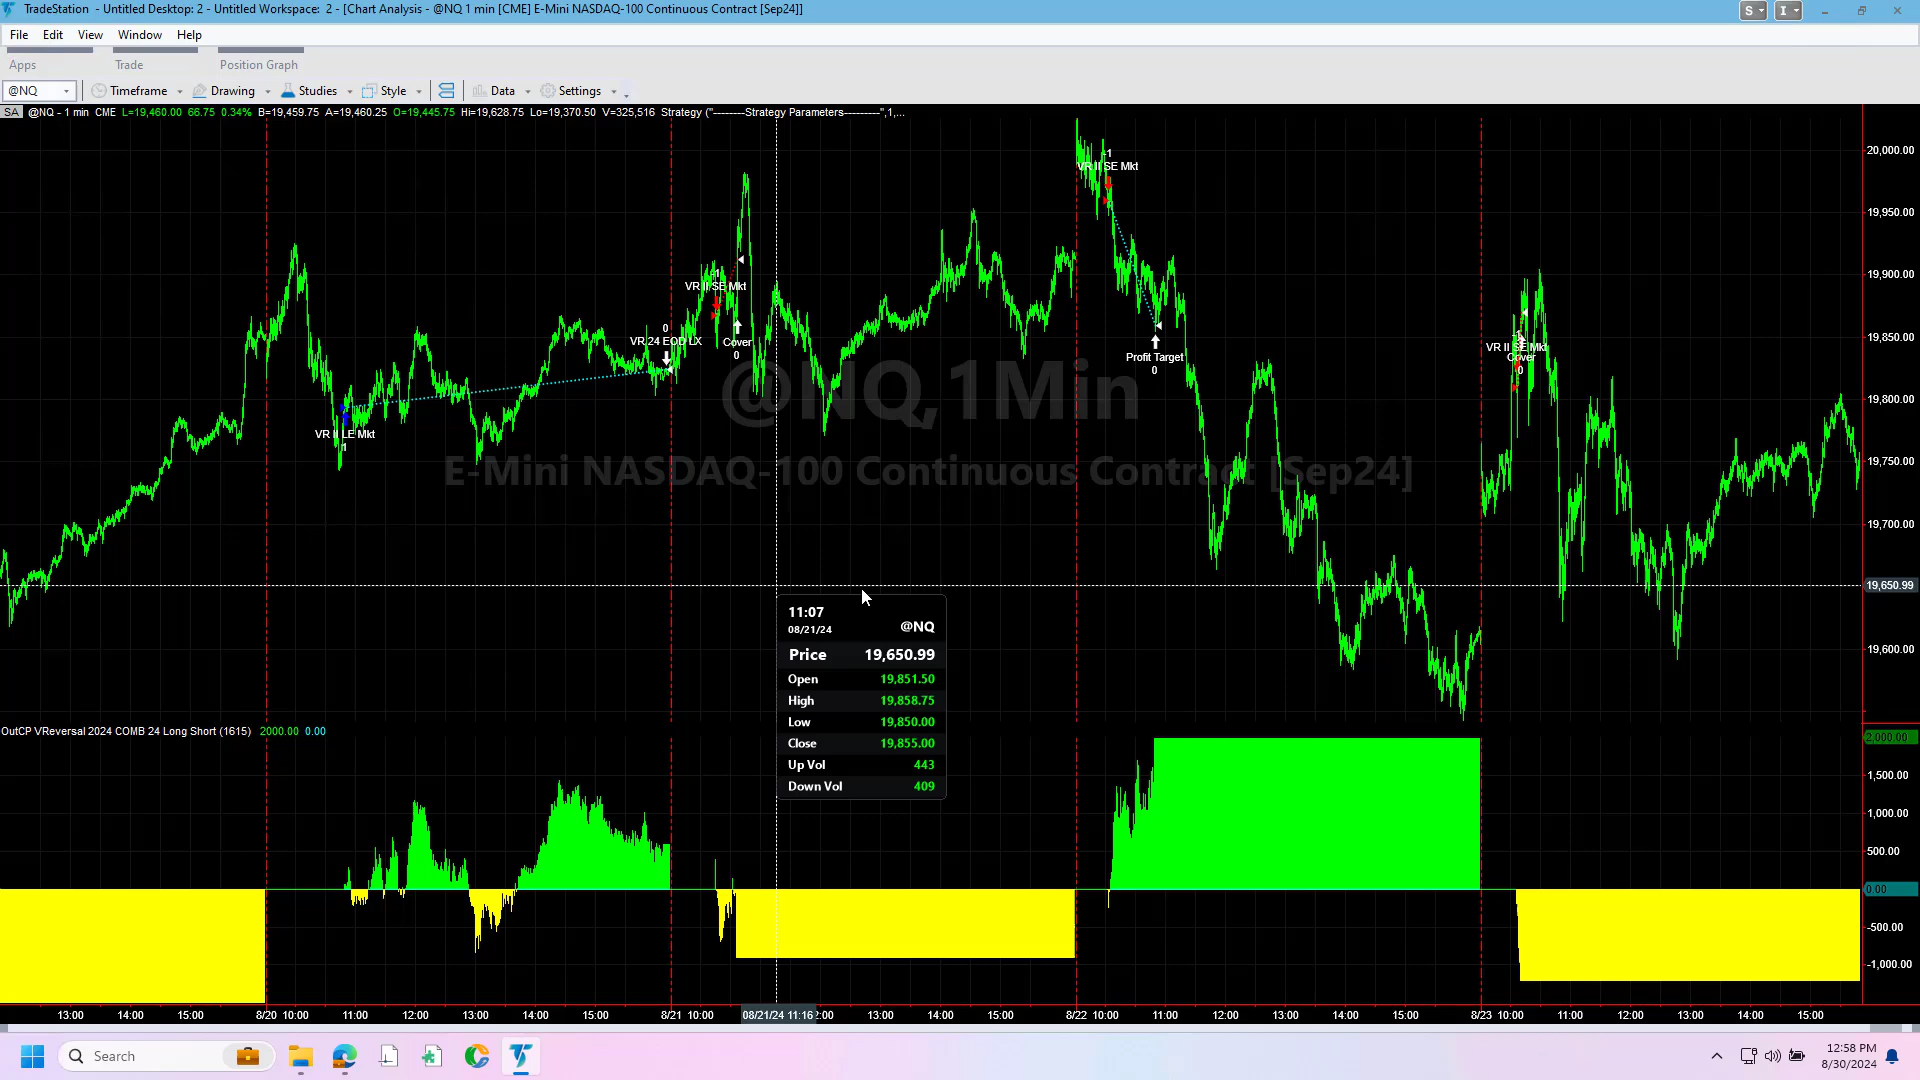 TradeStation - Untitled Desktop: 2 - Untitled Workspace: 2 - [Chart Analysis - @NQ 1 min [CME] E-Mini NASDAQ-100 Continuous Contract [Sep24]]
S I
File Edit View Window Help
Apps Trade Position Graph
@NQ Timeframe Drawing Studies Style Data Settings
SA @NQ - 1 min CME L=19,460.00 66.75 0.34% B=19,459.75 A=19,460.25 O=19,445.75 Hi=19,628.75 Lo=19,370.50 V=325,516 Strategy ("--------Strategy Parameters---------",1,...
20,000.00
19,950.00
19,900.00
19,850.00
19,800.00
19,750.00
19,700.00
19,650.99
19,600.00
-1
VR II SE Mkt
-1
VR II SE Mkt
0
VR 24 EOD LX
Cover
0
Profit Target
0
-1
VR II SE Mkt
Cover
0
VR II LE Mkt
1
@NQ,1Min
E-Mini NASDAQ-100 Continuous Contract [Sep24]
11:07
08/21/24 @NQ
Price 19,650.99
Open 19,851.50
High 19,858.75
Low 19,850.00
Close 19,855.00
Up Vol 443
Down Vol 409
OutCP VReversal 2024 COMB 24 Long Short (1615) 2000.00 0.00
2,000.00
1,500.00
1,000.00
500.00
0.00
-500.00
-1,000.00
13:00 14:00 15:00 8/20 10:00 11:00 12:00 13:00 14:00 15:00 8/21 10:00 08/21/24 11:16 2:00 13:00 14:00 15:00 8/22 10:00 11:00 12:00 13:00 14:00 15:00 8/23 10:00 11:00 12:00 13:00 14:00 15:00
Search
12:58 PM
8/30/2024